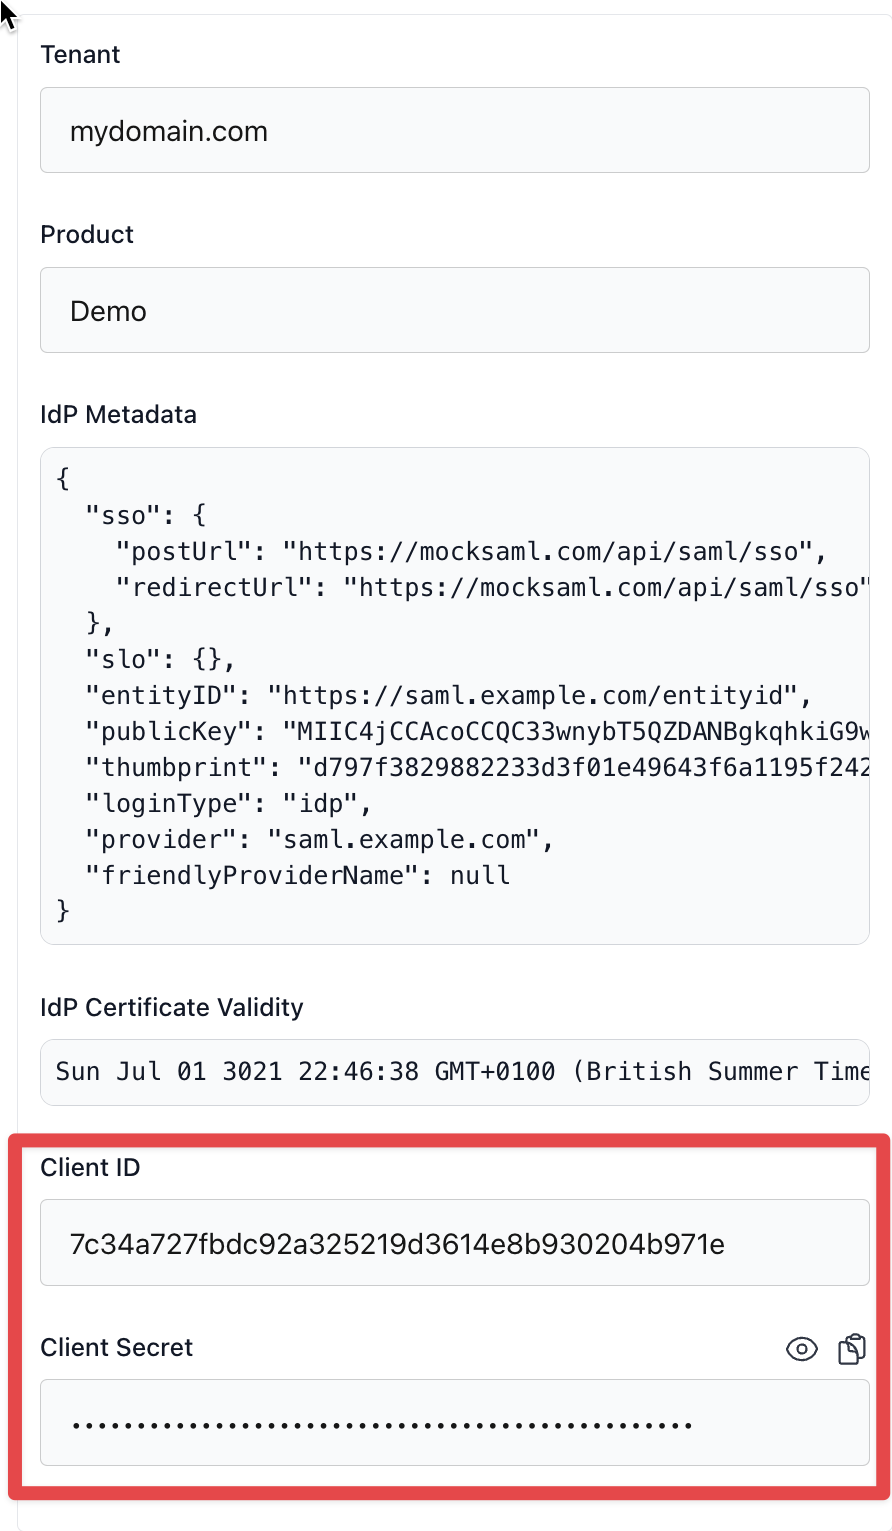 Tenant
mydomain.com
Product
Demo
IdP Metadata
{
  "sso": {
    "postUrl": "https://mocksaml.com/api/saml/sso",
    "redirectUrl": "https://mocksaml.com/api/saml/sso"
  },
  "slo": {},
  "entityID": "https://saml.example.com/entityid",
  "publicKey": "MIIC4jCCAcoCCQC33wnybT5QZDANBgkqhkiG9w
  "thumbprint": "d797f3829882233d3f01e49643f6a1195f242
  "loginType": "idp",
  "provider": "saml.example.com",
  "friendlyProviderName": null
}
IdP Certificate Validity
Sun Jul 01 3021 22:46:38 GMT+0100 (British Summer Time
Client ID
7c34a727fbdc92a325219d3614e8b930204b971e
Client Secret
••••••••••••••••••••••••••••••••••••••••••••••••